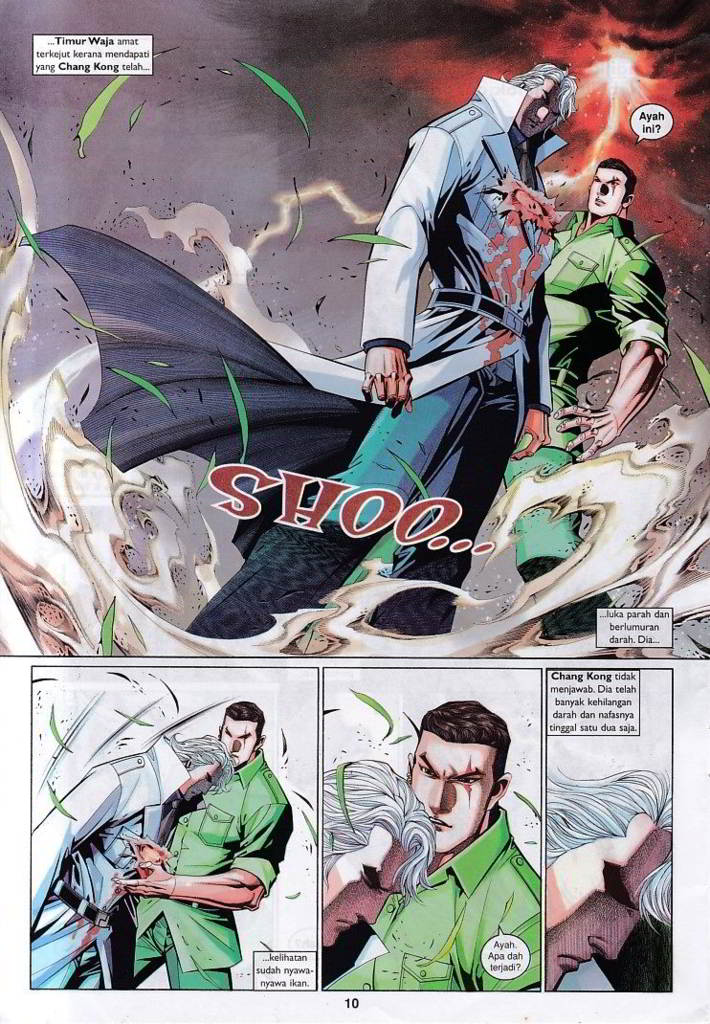 ...Timur Waja amat
terkejut kerana mendapati
yang Chang Kong telah...
Ayah
ini?
SHOO...
...luka parah dan
berlumuran
darah. Dia...
...kelihatan
sudah nyawa-
nyawa ikan.
Ayah.
Apa dah
terjadi?
Chang Kong tidak
menjawab. Dia telah
banyak kehilangan
darah dan nafasnya
tinggal satu dua saja.
10